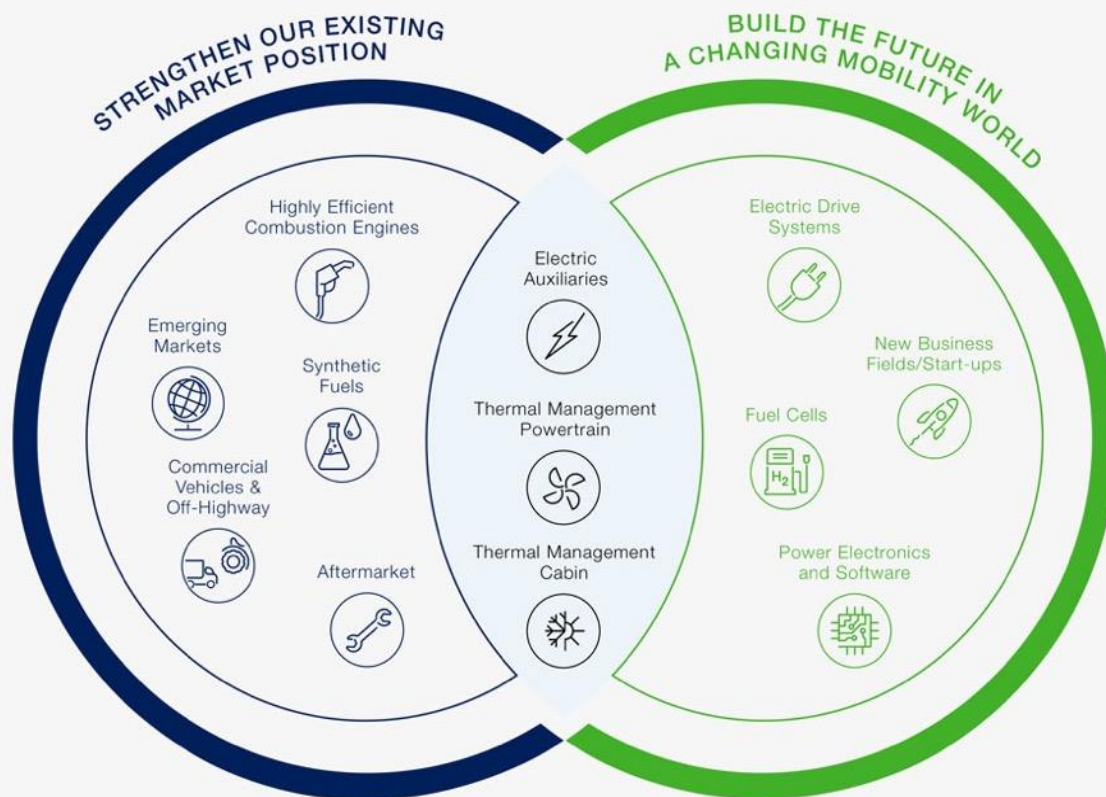 STRENGTHEN OUR EXISTING
MARKET POSITION
BUILD THE FUTURE IN
A CHANGING MOBILITY WORLD
Highly Efficient
Combustion Engines
Emerging
Markets
Synthetic
Fuels
Commercial
Vehicles &
Off-Highway
Aftermarket
Electric
Auxiliaries
Thermal Management
Powertrain
Thermal Management
Cabin
Electric Drive
Systems
New Business
Fields/Start-ups
Fuel Cells
H2
Power Electronics
and Software